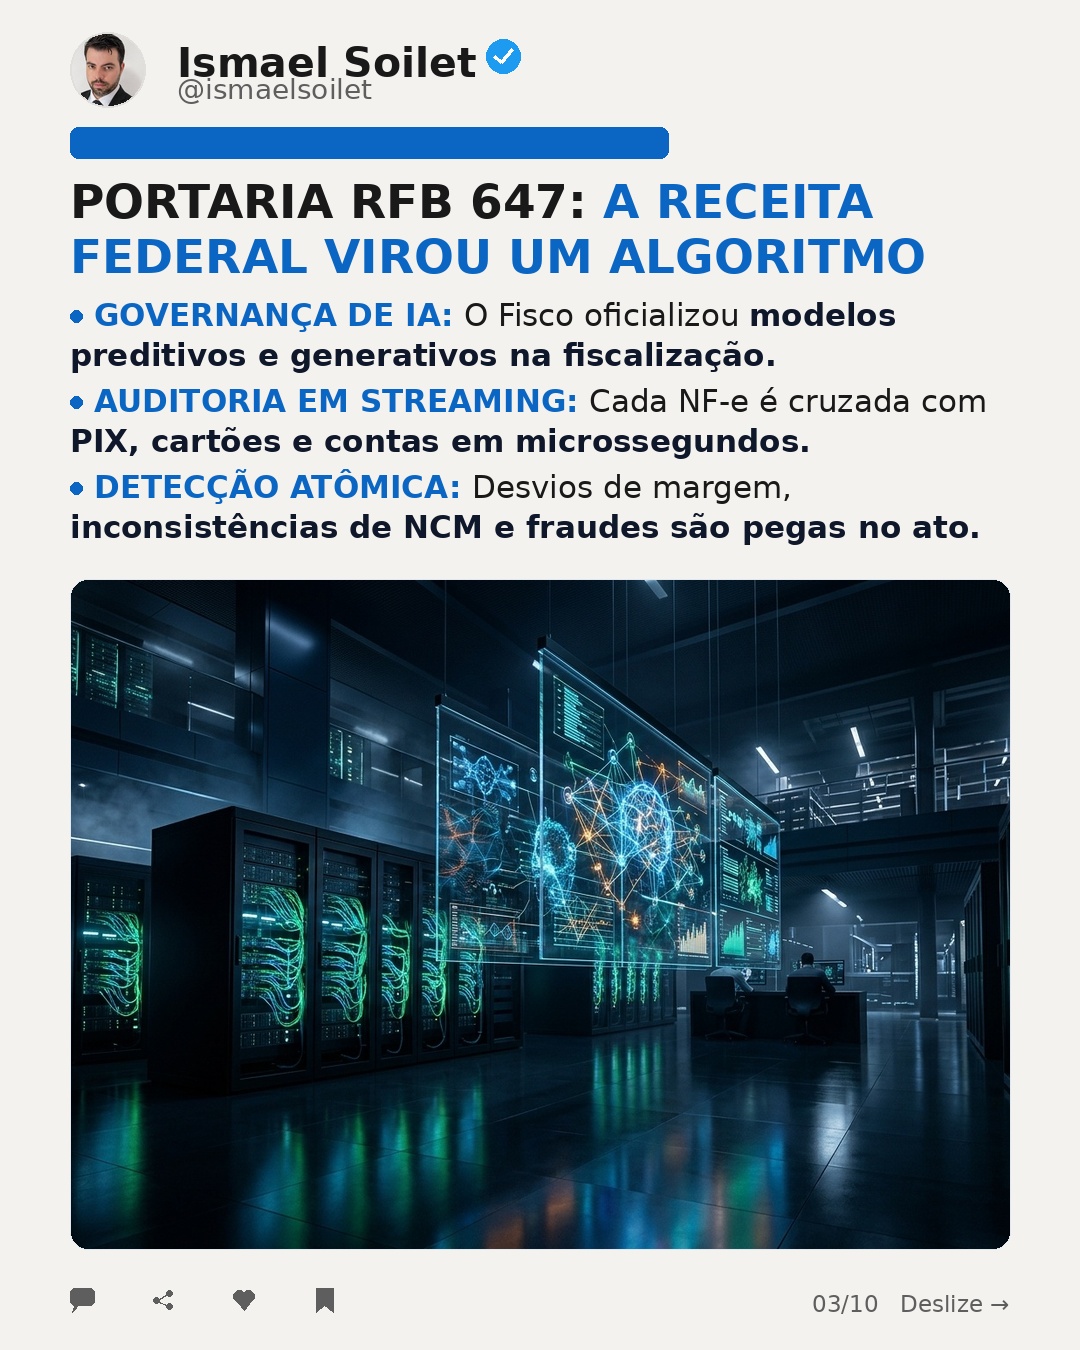 Ismael Soilet
@ismaelsoilet
PORTARIA RFB 647: A RECEITA
FEDERAL VIROU UM ALGORITMO
• GOVERNANÇA DE IA: O Fisco oficializou modelos
preditivos e generativos na fiscalização.
• AUDITORIA EM STREAMING: Cada NF-e é cruzada com
PIX, cartões e contas em microssegundos.
• DETECÇÃO ATÔMICA: Desvios de margem,
inconsistências de NCM e fraudes são pegas no ato.
03/10 Deslize →